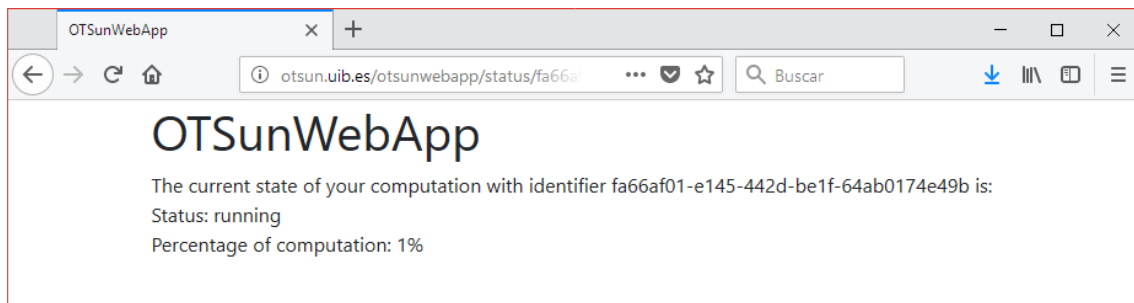 OTSunWebApp
otsun.uib.es/otsunwebapp/status/fa66a
Buscar
OTSunWebApp
The current state of your computation with identifier fa66af01-e145-442d-be1f-64ab0174e49b is:
Status: running
Percentage of computation: 1%